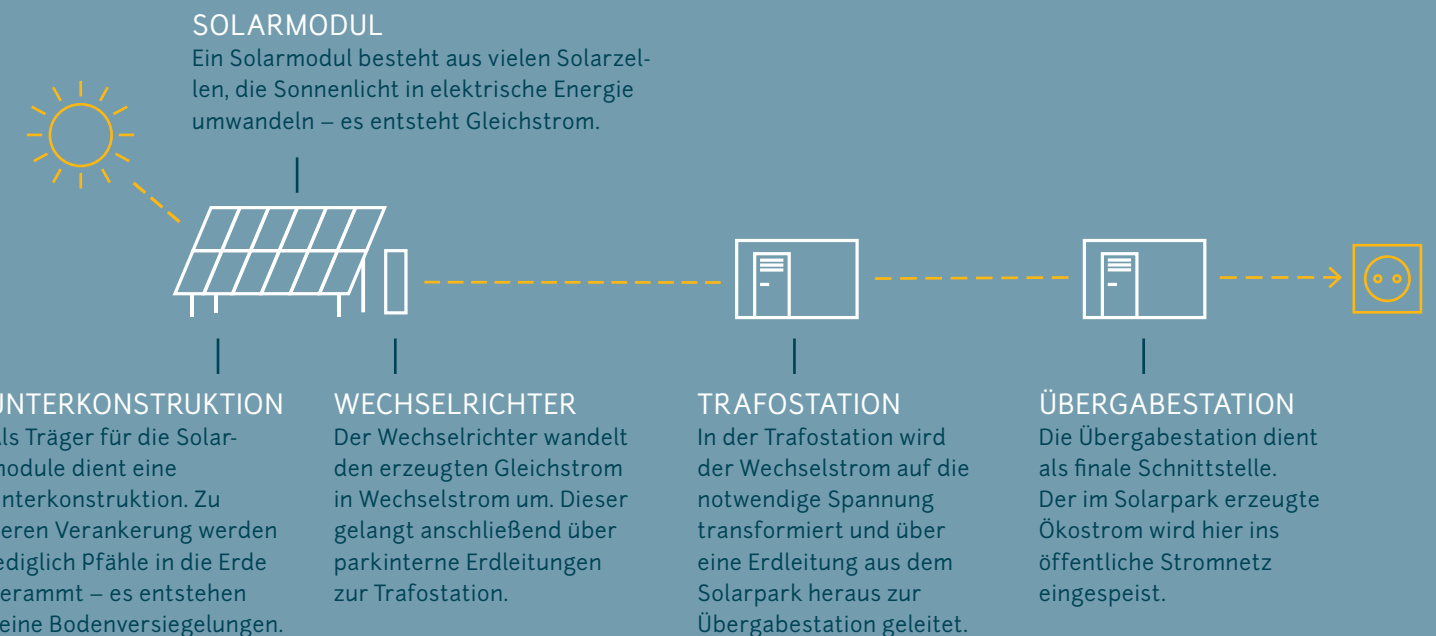 SOLARMODUL
Ein Solarmodul besteht aus vielen Solarzel-
len, die Sonnenlicht in elektrische Energie
umwandeln – es entsteht Gleichstrom.
UNTERKONSTRUKTION
Als Träger für die Solar-
module dient eine
nterkonstruktion. Zu
eren Verankerung werden
ediglich Pfähle in die Erde
erammt – es entstehen
eine Bodenversiegelungen.
WECHSELRICHTER
Der Wechselrichter wandelt
den erzeugten Gleichstrom
in Wechselstrom um. Dieser
gelangt anschließend über
parkinterne Erdleitungen
zur Trafostation.
TRAFOSTATION
In der Trafostation wird
der Wechselstrom auf die
notwendige Spannung
transformiert und über
eine Erdleitung aus dem
Solarpark heraus zur
Übergabestation geleitet.
ÜBERGABESTATION
Die Übergabestation dient
als finale Schnittstelle.
Der im Solarpark erzeugte
Ökostrom wird hier ins
öffentliche Stromnetz
eingespeist.